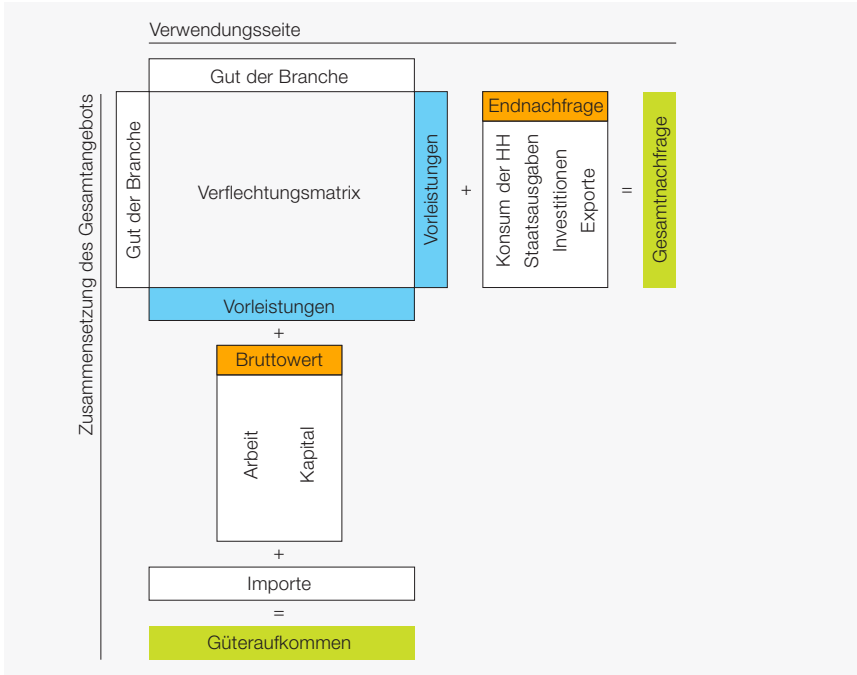 Verwendungsseite
Zusammensetzung des Gesamtangebots
Gut der Branche
Gut der Branche
Verflechtungsmatrix
Vorleistungen
+
Endnachfrage
Konsum der HH
Staatsausgaben
Investitionen
Exporte
=
Gesamtnachfrage
Vorleistungen
+
Bruttowert
Arbeit
Kapital
+
Importe
=
Güteraufkommen